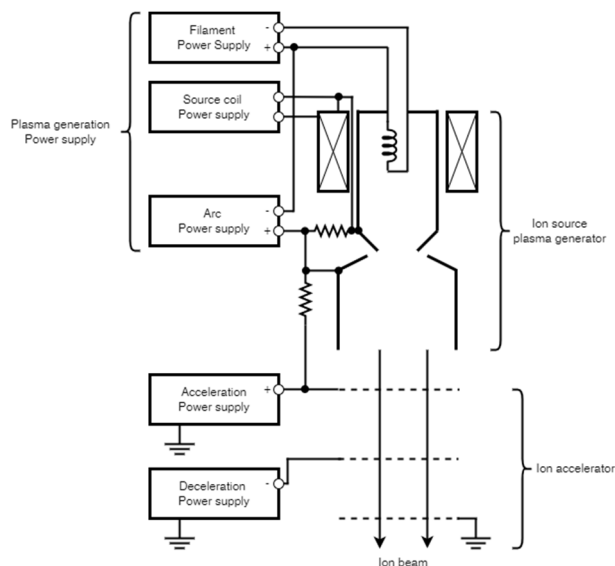 Filament
Power Supply
-
+
Source coil
Power supply
Plasma generation
Power supply
Arc
Power supply
-
+
Ion source
plasma generator
Acceleration
Power supply
+
Ion accelerator
Deceleration
Power supply
-
Ion beam